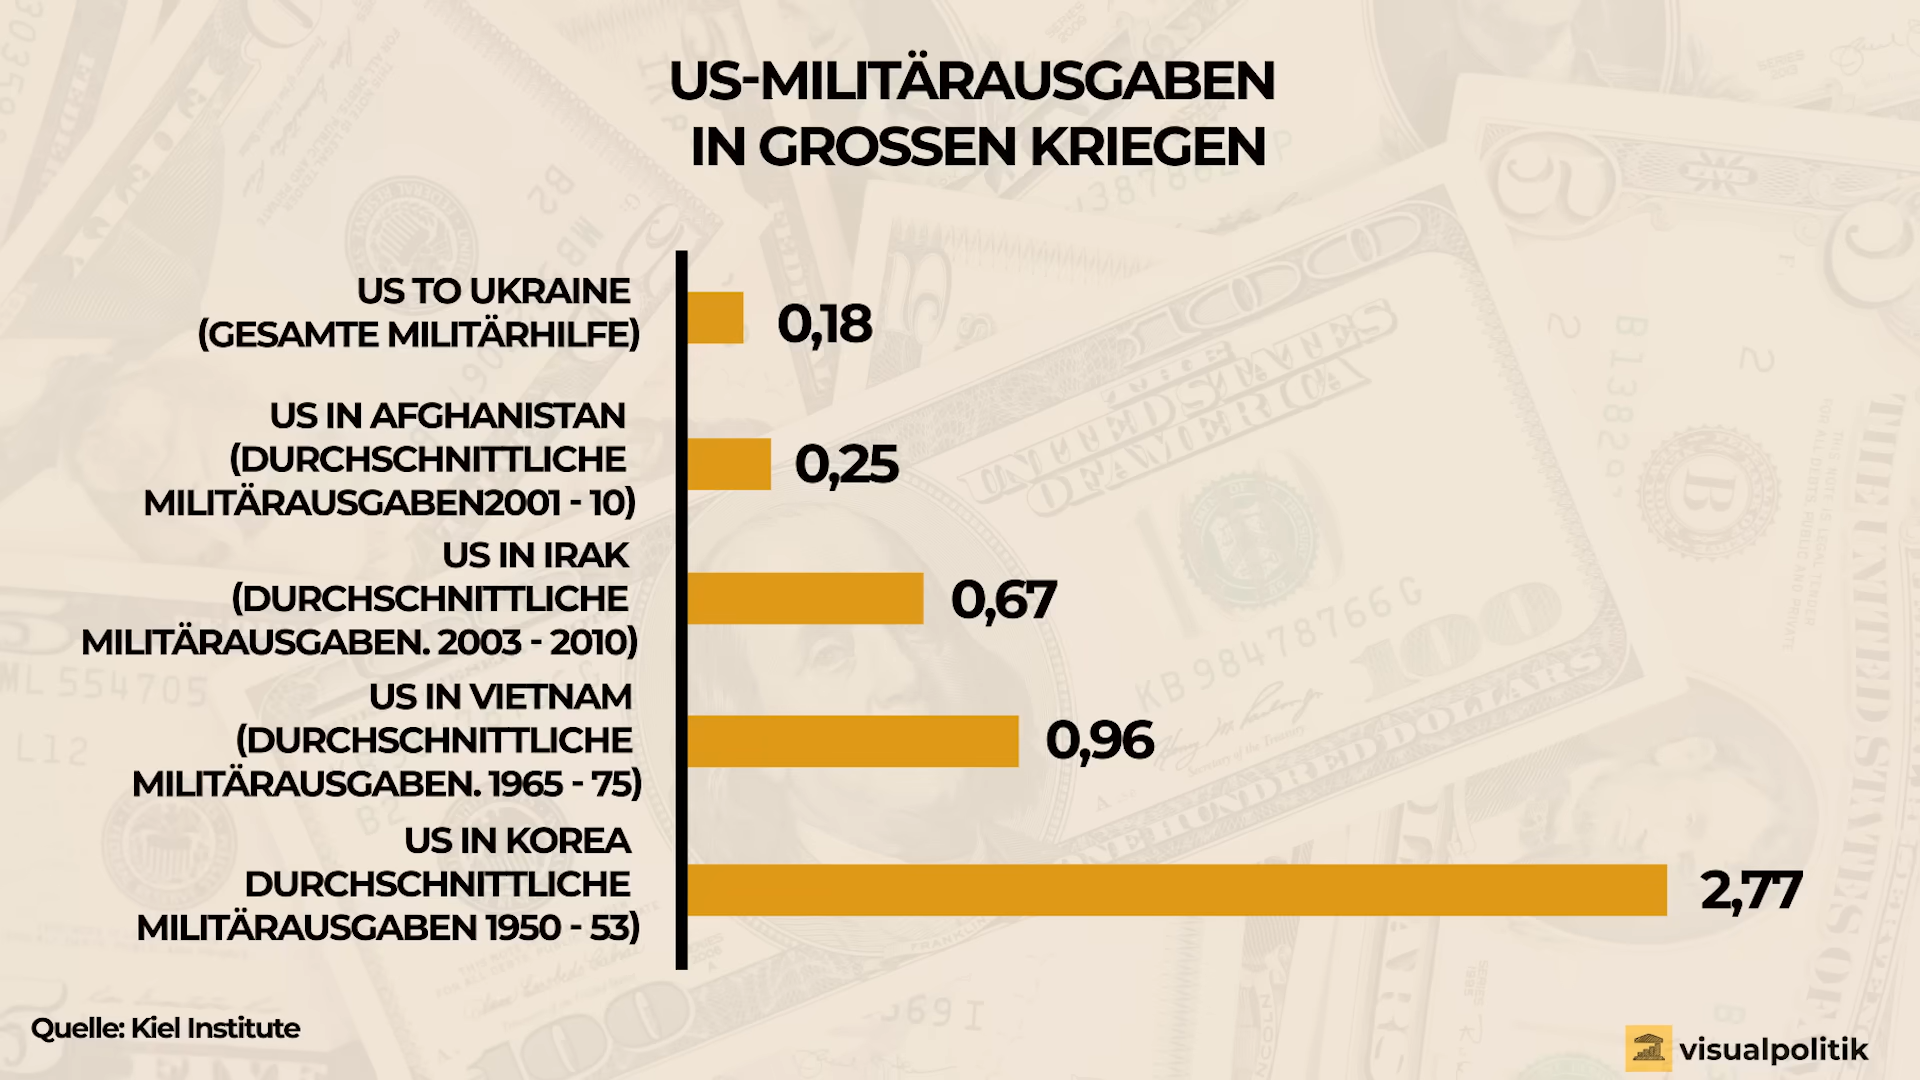 US-MILITÄRAUSGABEN
IN GROSSEN KRIEGEN
US TO UKRAINE
(GESAMTE MILITÄRHILFE)
0,18
US IN AFGHANISTAN
(DURCHSCHNITTLICHE
MILITÄRAUSGABEN2001 - 10)
0,25
US IN IRAK
(DURCHSCHNITTLICHE
MILITÄRAUSGABEN. 2003 - 2010)
0,67
US IN VIETNAM
(DURCHSCHNITTLICHE
MILITÄRAUSGABEN. 1965 - 75)
0,96
US IN KOREA
DURCHSCHNITTLICHE
MILITÄRAUSGABEN 1950 - 53)
2,77
Quelle: Kiel Institute
visualpolitik